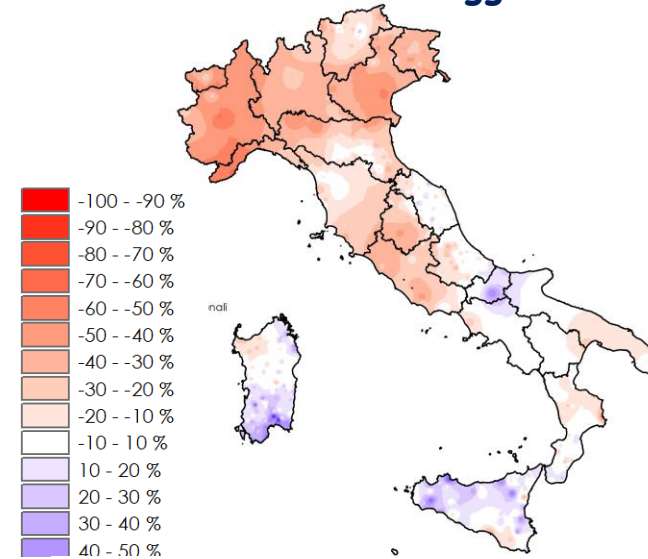 -100 - -90 %
-90 - -80 %
-80 - -70 %
-70 - -60 %
-60 - -50 %
-50 - -40 %
-40 - -30 %
-30 - -20 %
-20 - -10 %
-10 - 10 %
10 - 20 %
20 - 30 %
30 - 40 %
40 - 50 %
nali